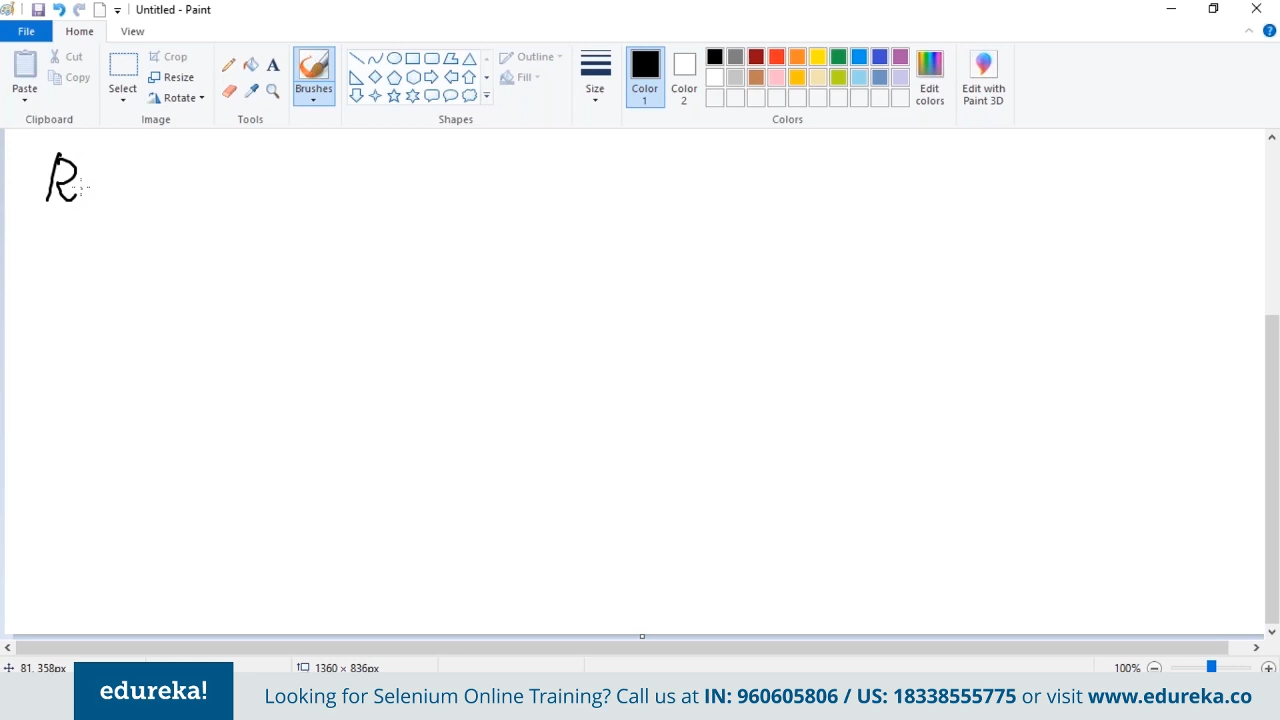 Untitled - Paint
File
Home
View
Paste
Cut
Copy
Clipboard
Select
Crop
Resize
Rotate
Image
Tools
Brushes
Shapes
Outline
Fill
Size
Color 1
Color 2
Colors
Edit colors
Edit with Paint 3D
R
81, 358px
1360 × 836px
100%
edureka!
Looking for Selenium Online Training? Call us at IN: 960605806 / US: 18338555775 or visit www.edureka.co